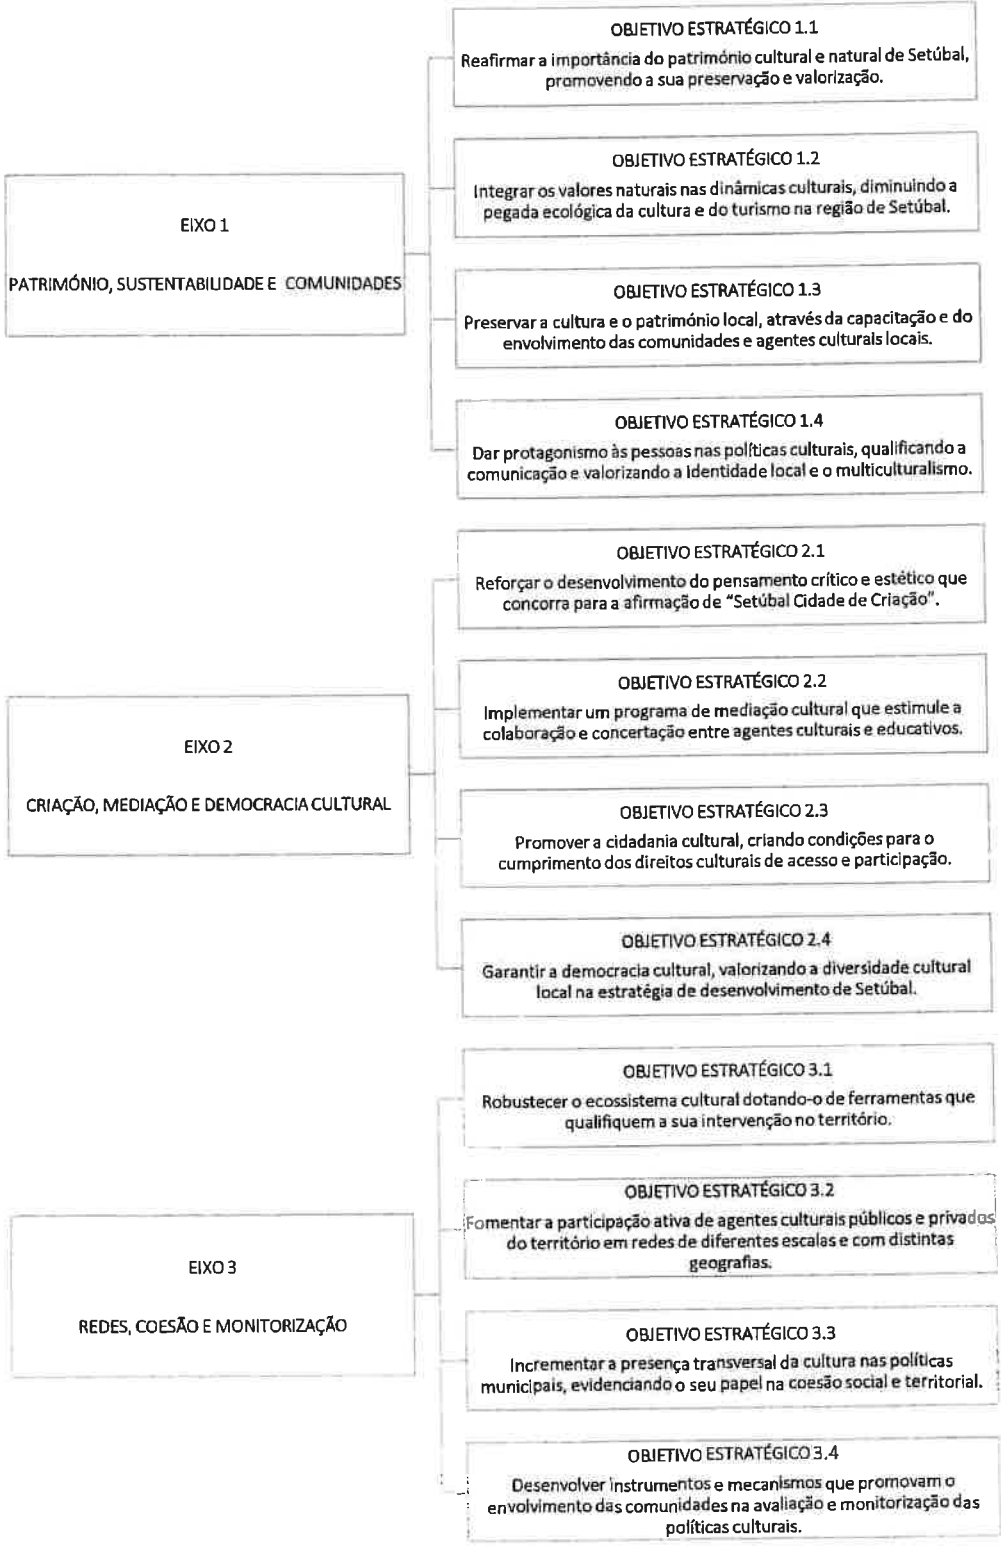 EIXO 1
PATRIMÓNIO, SUSTENTABILIDADE E COMUNIDADES
OBJETIVO ESTRATÉGICO 1.1
Reafirmar a importância do património cultural e natural de Setúbal,
promovendo a sua preservação e valorização.
OBJETIVO ESTRATÉGICO 1.2
Integrar os valores naturais nas dinâmicas culturais, diminuindo a
pegada ecológica da cultura e do turismo na região de Setúbal.
OBJETIVO ESTRATÉGICO 1.3
Preservar a cultura e o património local, através da capacitação e do
envolvimento das comunidades e agentes culturais locais.
OBJETIVO ESTRATÉGICO 1.4
Dar protagonismo às pessoas nas políticas culturais, qualificando a
comunicação e valorizando a Identidade local e o multiculturalismo.
EIXO 2
CRIAÇÃO, MEDIAÇÃO E DEMOCRACIA CULTURAL
OBJETIVO ESTRATÉGICO 2.1
Reforçar o desenvolvimento do pensamento crítico e estético que
concorra para a afirmação de “Setúbal Cidade de Criação”.
OBJETIVO ESTRATÉGICO 2.2
Implementar um programa de mediação cultural que estimule a
colaboração e concertação entre agentes culturais e educativos.
OBJETIVO ESTRATÉGICO 2.3
Promover a cidadania cultural, criando condições para o
cumprimento dos direitos culturais de acesso e participação.
OBJETIVO ESTRATÉGICO 2.4
Garantir a democracia cultural, valorizando a diversidade cultural
local na estratégia de desenvolvimento de Setúbal.
EIXO 3
REDES, COESÃO E MONITORIZAÇÃO
OBJETIVO ESTRATÉGICO 3.1
Robustecer o ecossistema cultural dotando-o de ferramentas que
qualifiquem a sua intervenção no território.
OBJETIVO ESTRATÉGICO 3.2
Fomentar a participação ativa de agentes culturais públicos e privados
do território em redes de diferentes escalas e com distintas
geografias.
OBJETIVO ESTRATÉGICO 3.3
Incrementar a presença transversal da cultura nas políticas
municipais, evidenciando o seu papel na coesão social e territorial.
OBJETIVO ESTRATÉGICO 3.4
Desenvolver instrumentos e mecanismos que promovam o
envolvimento das comunidades na avaliação e monitorização das
políticas culturais.